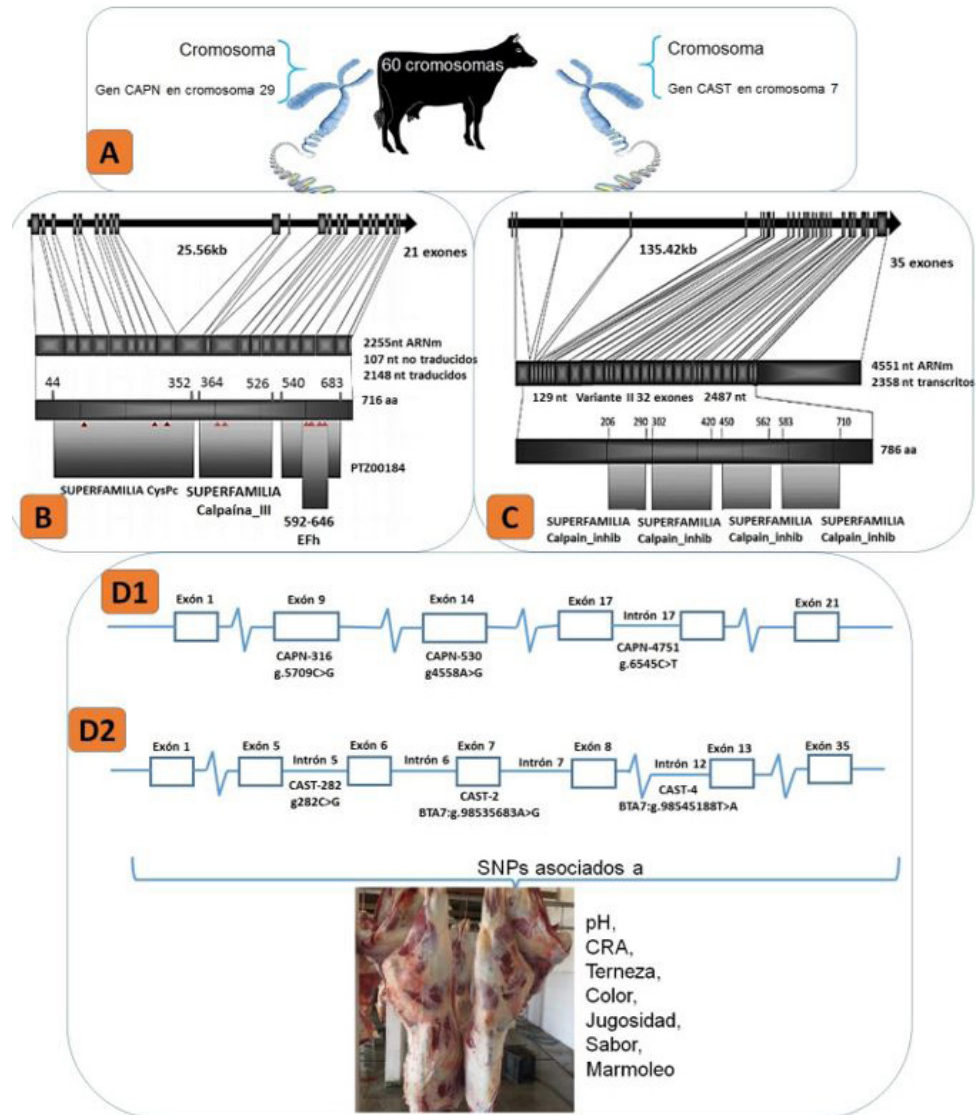 Cromosoma
Gen CAPN en cromosoma 29
60 cromosomas
Cromosoma
Gen CAST en cromosoma 7
A
25.56kb
21 exones
2255nt ARNm
107 nt no traducidos
2148 nt traducidos
44 352 364 526 540 683
716 aa
PTZ00184
SUPERFAMILIA CysPc
SUPERFAMILIA
Calpaína_III
592-646
EFh
B
135.42kb
35 exones
4551 nt ARNm
2358 nt transcritos
129 nt Variante II 32 exones 2487 nt
206 290 302 420 450 562 583 710
786 aa
SUPERFAMILIA
Calpain_inhib
SUPERFAMILIA
Calpain_inhib
SUPERFAMILIA
Calpain_inhib
SUPERFAMILIA
Calpain_inhib
C
D1
Exón 1 Exón 9 Exón 14 Exón 17 Intrón 17 Exón 21
CAPN-316
g.5709C>G
CAPN-530
g4558A>G
CAPN-4751
g.6545C>T
D2
Exón 1 Exón 5 Intrón 5 Exón 6 Intrón 6 Exón 7 Intrón 7 Exón 8 Intrón 12 Exón 13 Exón 35
CAST-282
g282C>G
CAST-2
BTA7:g.98535683A>G
CAST-4
BTA7:g.98545188T>A
SNPs asociados a
pH,
CRA,
Terneza,
Color,
Jugosidad,
Sabor,
Marmoleo